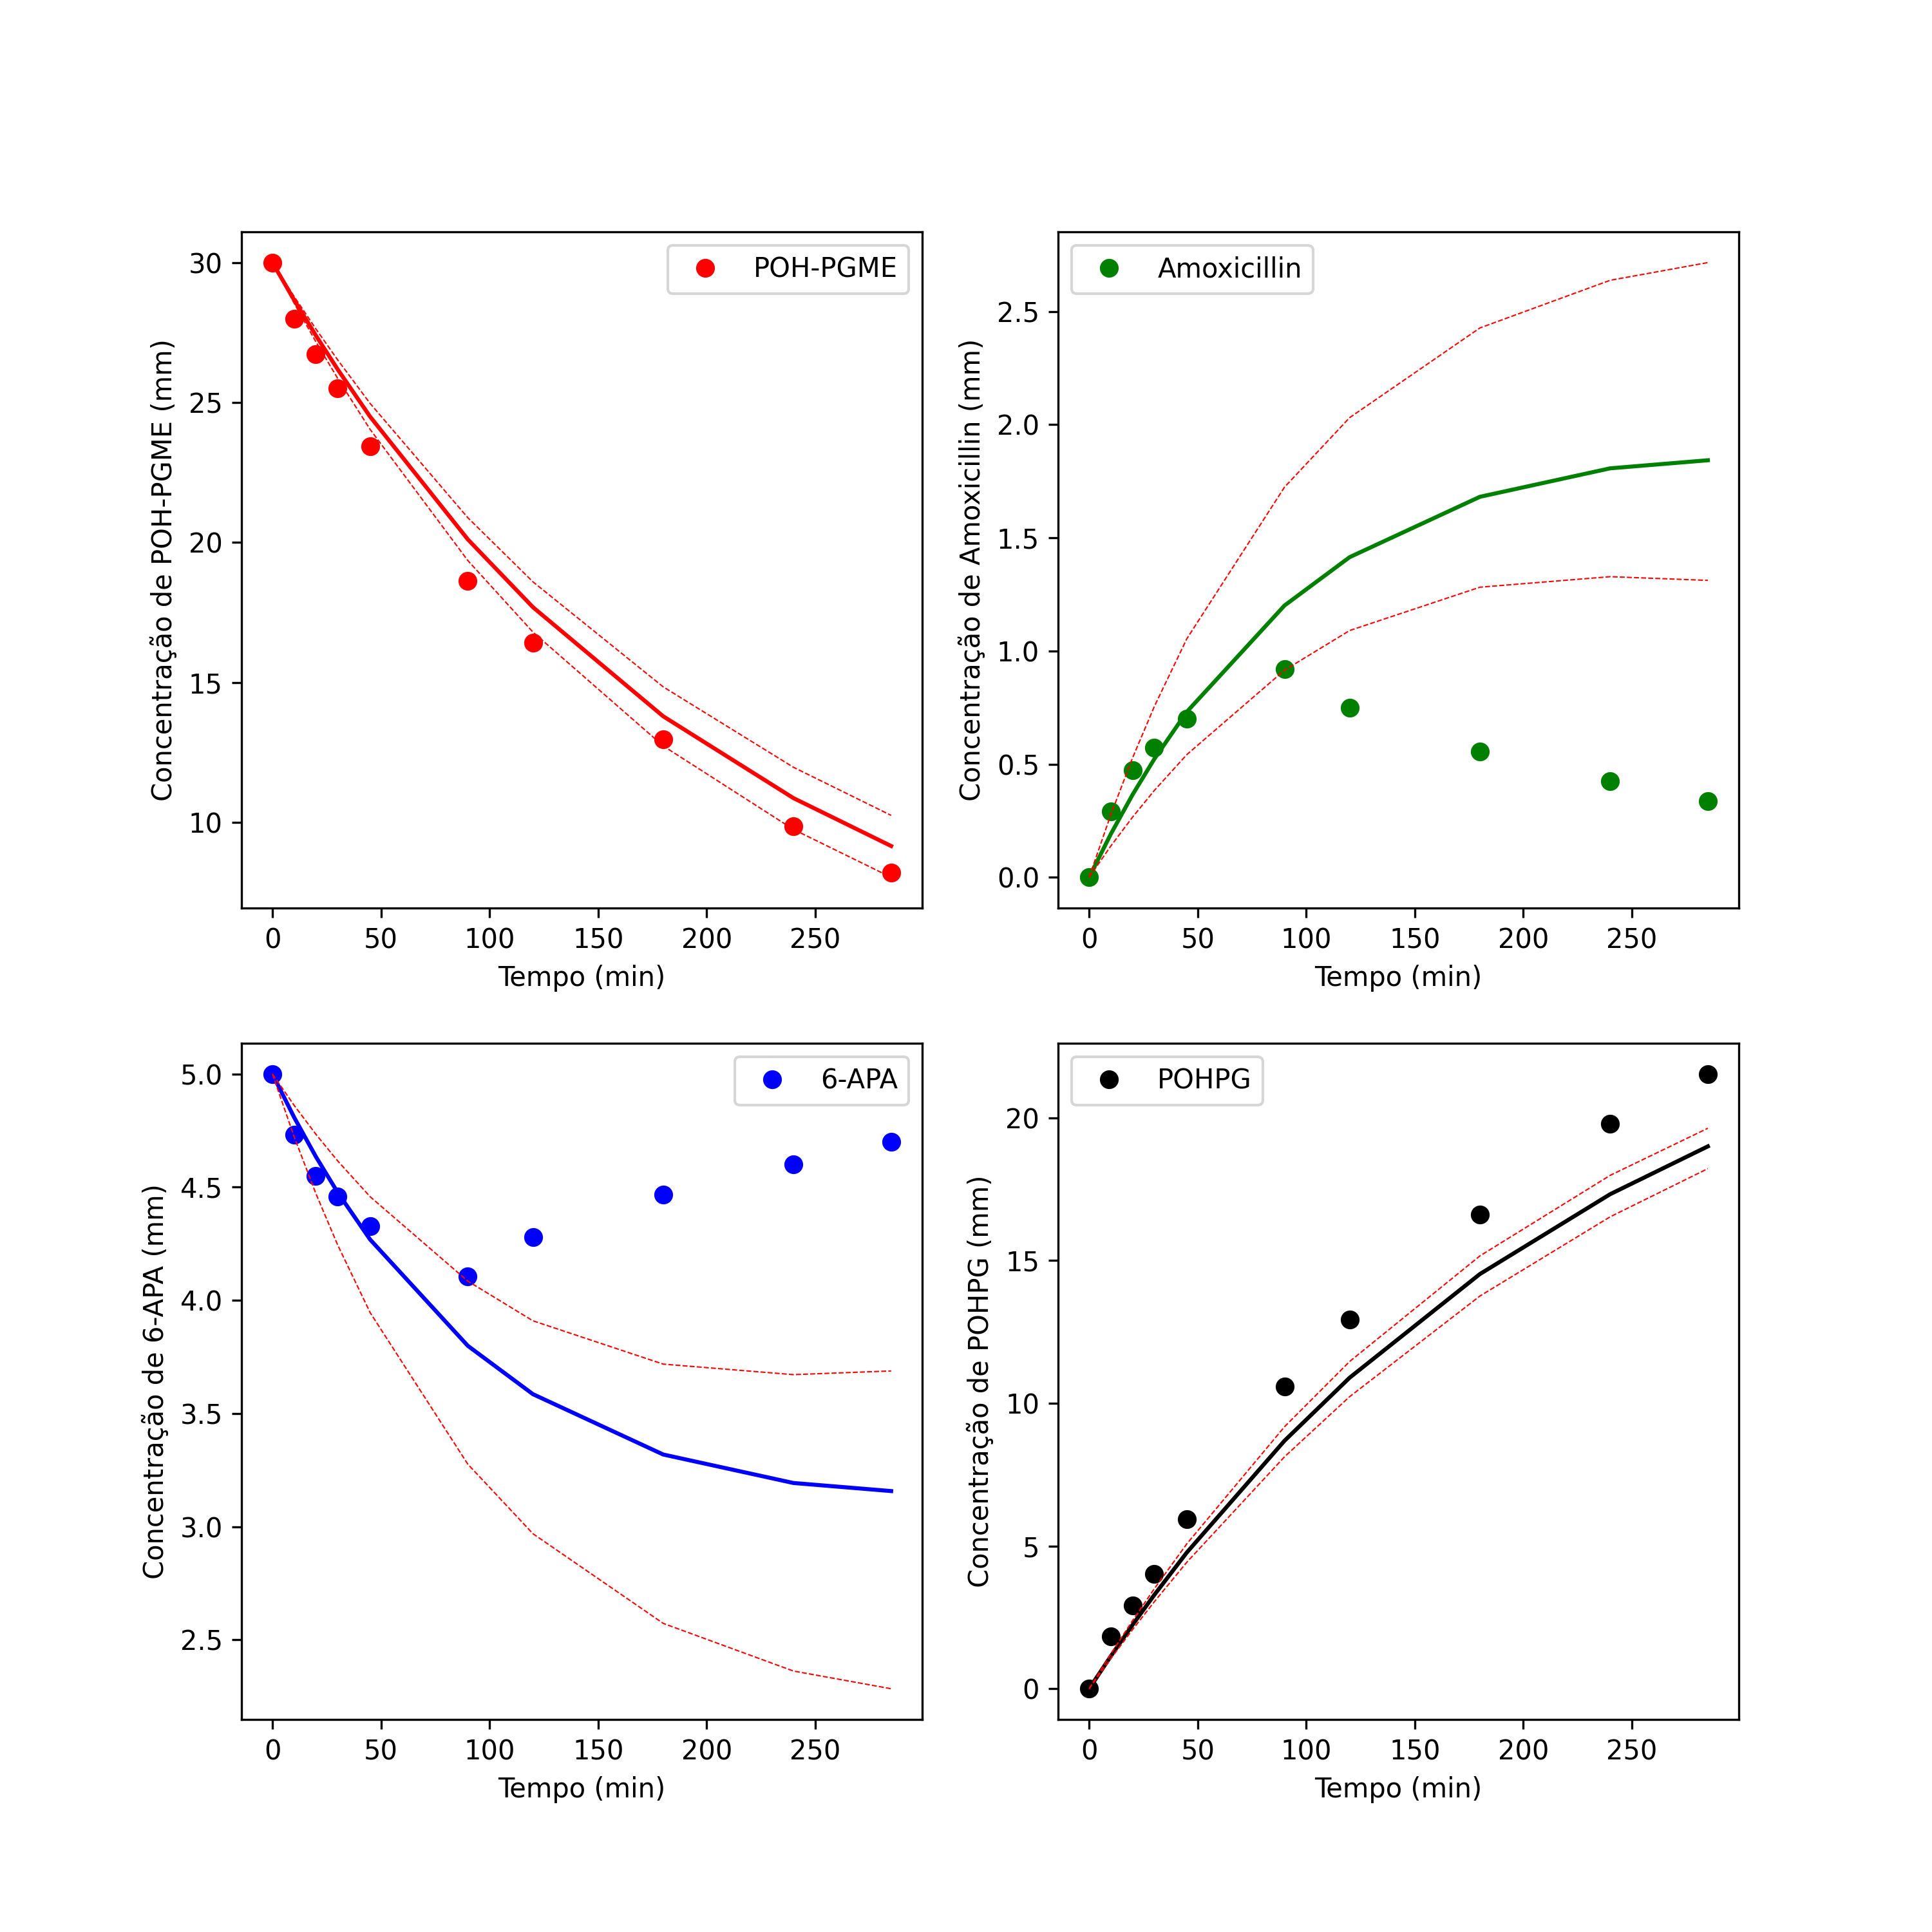 Concentração de POH-PGME (mm)
30
25
20
15
10
POH-PGME
0 50 100 150 200 250
Tempo (min)
Concentração de Amoxicillin (mm)
2.5
2.0
1.5
1.0
0.5
0.0
Amoxicillin
0 50 100 150 200 250
Tempo (min)
Concentração de 6-APA (mm)
5.0
4.5
4.0
3.5
3.0
2.5
6-APA
0 50 100 150 200 250
Tempo (min)
Concentração de POHPG (mm)
20
15
10
5
0
POHPG
0 50 100 150 200 250
Tempo (min)